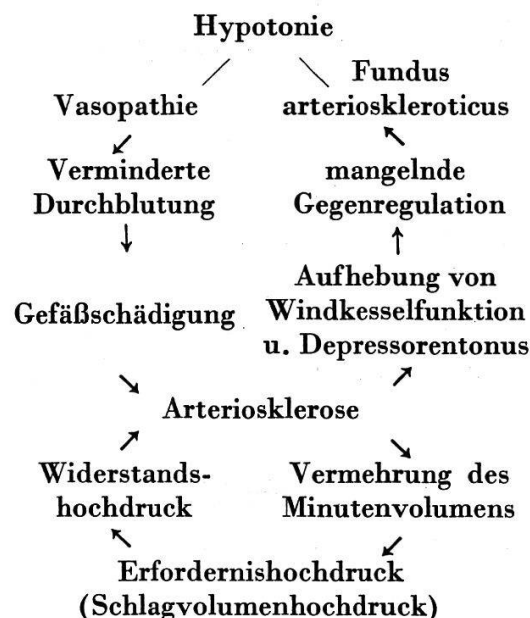 Hypotonie
Fundus
Vasopathie arterioskleroticus
Verminderte mangelnde
Durchblutung Gegenregulation
Aufhebung von
Gefäßschädigung Windkesselfunktion
u. Depressorentonus
Arteriosklerose
Widerstands- Vermehrung des
hochdruck Minutenvolumens
Erfordernishochdruck
(Schlagvolumenhochdruck)